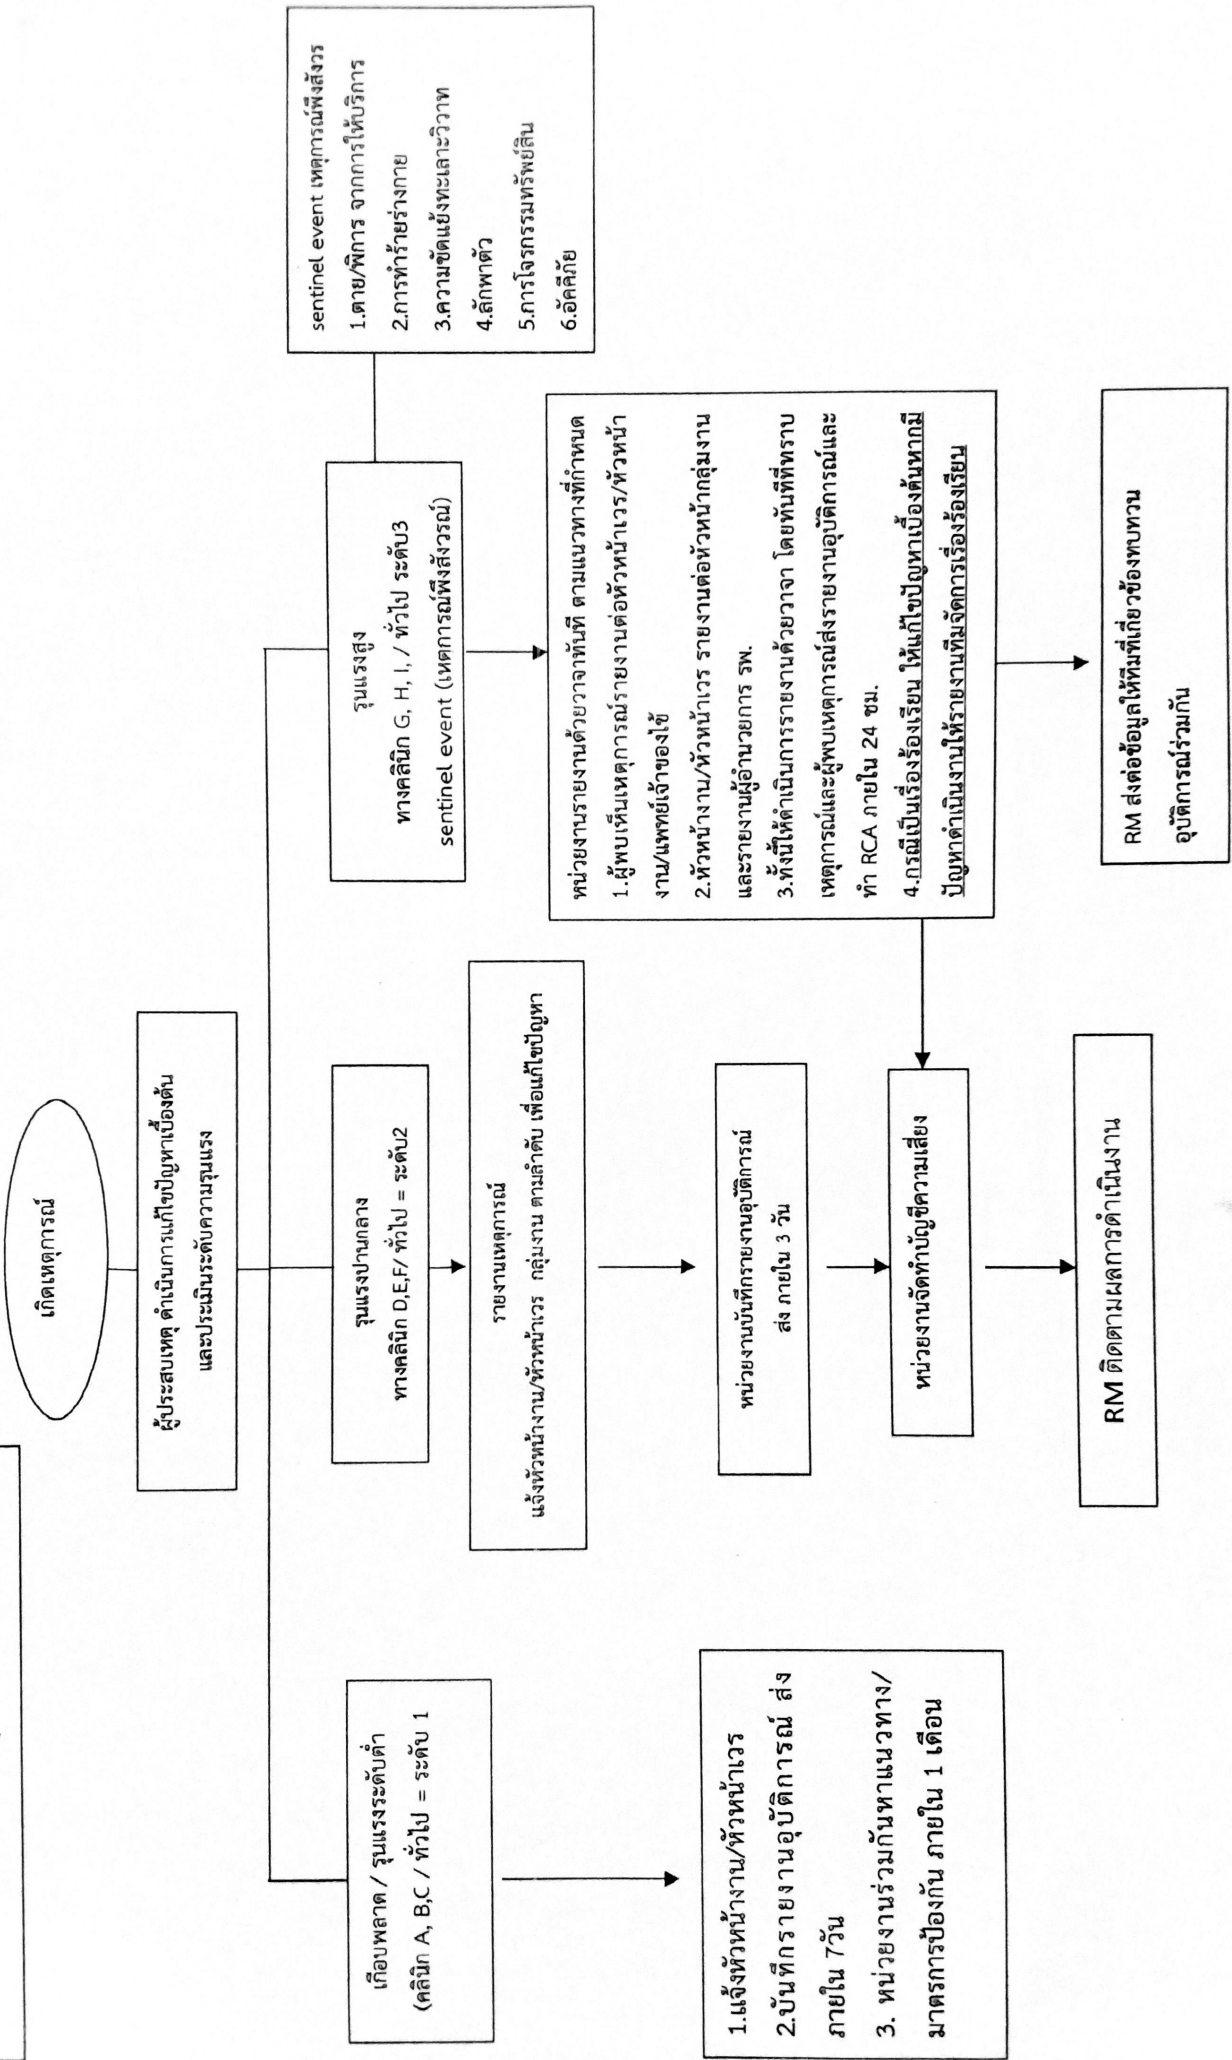 เกิดเหตุการณ์
ผู้ประสบเหตุ ดำเนินการแก้ไขปัญหาเบื้องต้น
และประเมินระดับความรุนแรง
เกือบพลาด / รุนแรงระดับต่ำ
(คลินิก A, B,C / ทั่วไป = ระดับ 1
1.แจ้งหัวหน้างาน/หัวหน้าเวร
2.บันทึกรายงานอุบัติการณ์ ส่ง
ภายใน 7วัน
3. หน่วยงานร่วมกันหาแนวทาง/
มาตรการป้องกัน ภายใน 1 เดือน
รุนแรงปานกลาง
ทางคลินิก D,E,F/ ทั่วไป = ระดับ2
รายงานเหตุการณ์
แจ้งหัวหน้างาน/หัวหน้าเวร กลุ่มงาน ตามลำดับ เพื่อแก้ไขปัญหา
หน่วยงานบันทึกรายงานอุบัติการณ์
ส่ง ภายใน 3 วัน
หน่วยงานจัดทำบัญชีความเสี่ยง
RM ติดตามผลการดำเนินงาน
รุนแรงสูง
ทางคลินิก G, H, I, / ทั่วไป ระดับ3
sentinel event (เหตุการณ์พึงสังวรณ์)
sentinel event เหตุการณ์พึงสังวร
1.ตาย/พิการ จากการให้บริการ
2.การทำร้ายร่างกาย
3.ความขัดแย้งทะเลาะวิวาท
4.ลักพาตัว
5.การโจรกรรมทรัพย์สิน
6.อัคคีภัย
หน่วยงานรายงานด้วยวาจาทันที ตามแนวทางที่กำหนด
1.ผู้พบเห็นเหตุการณ์รายงานต่อหัวหน้าเวร/หัวหน้า
งาน/แพทย์เจ้าของไข้
2.หัวหน้างาน/หัวหน้าเวร รายงานต่อหัวหน้ากลุ่มงาน
และรายงานผู้อำนวยการ รพ.
3.ทั้งนี้ให้ดำเนินการรายงานด้วยวาจา โดยทันทีที่ทราบ
เหตุการณ์และผู้พบเหตุการณ์ส่งรายงานอุบัติการณ์และ
ทำ RCA ภายใน 24 ชม.
4.กรณีเป็นเรื่องร้องเรียน ให้แก้ไขปัญหาเบื้องต้นหากมี
ปัญหาดำเนินงานให้รายงานทีมจัดการเรื่องร้องเรียน
RM ส่งต่อข้อมูลให้ทีมที่เกี่ยวข้องทบทวน
อุบัติการณ์ร่วมกัน